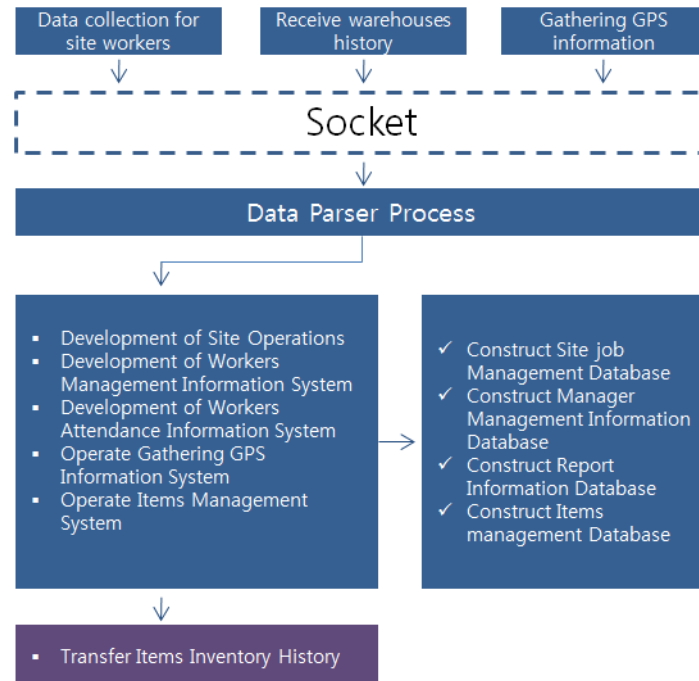 Data collection for
site workers
Receive warehouses
history
Gathering GPS
information
Socket
Data Parser Process
▪ Development of Site Operations
▪ Development of Workers
Management Information System
▪ Development of Workers
Attendance Information System
▪ Operate Gathering GPS
Information System
▪ Operate Items Management
System
✓ Construct Site job
Management Database
✓ Construct Manager
Management Information
Database
✓ Construct Report
Information Database
✓ Construct Items
management Database
▪ Transfer Items Inventory History